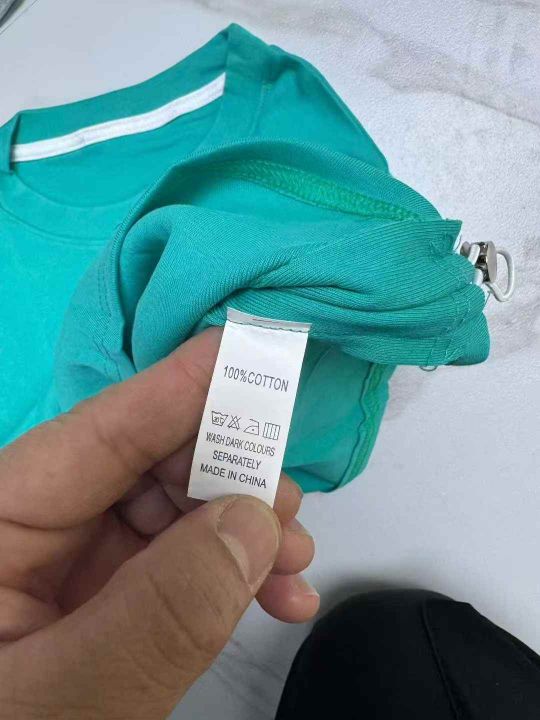 100%COTTON
WASH DARK COLOURS
SEPARATELY
MADE IN CHINA